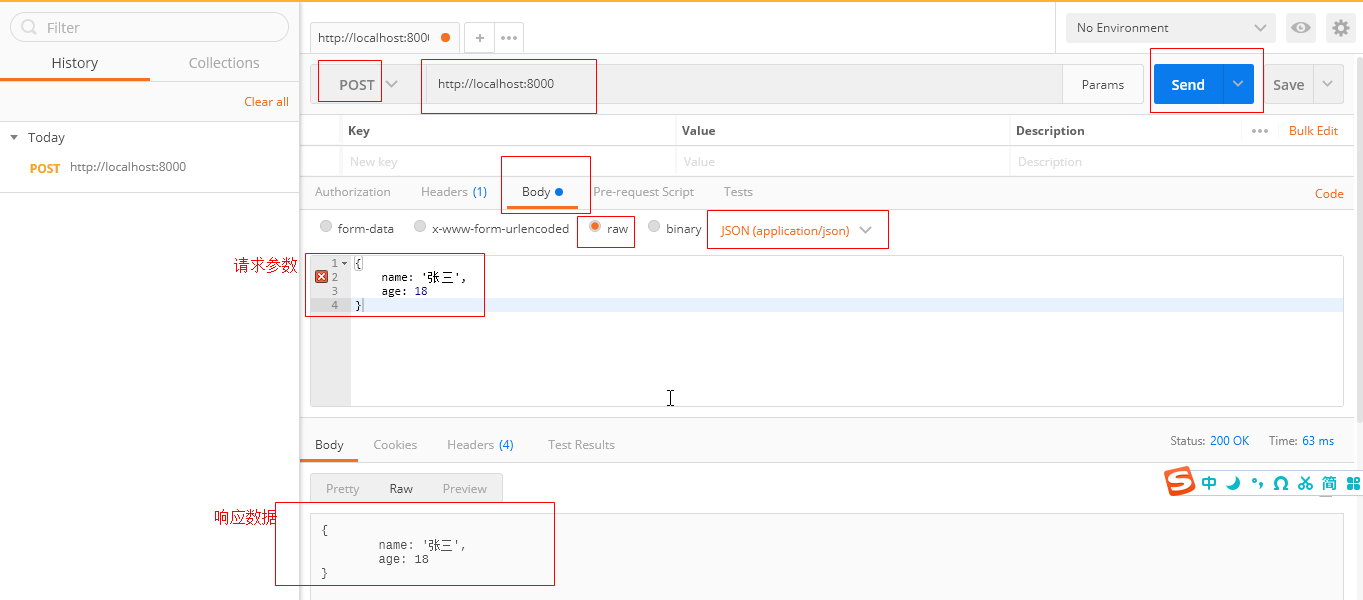 Filter
History Collections
Clear all
Today
POST http://localhost:8000
http://localhost:800 + •••
No Environment
POST http://localhost:8000 Params Send Save
Key Value Description ••• Bulk Edit
New key Value Description
Authorization Headers (1) Body Pre-request Script Tests Code
form-data x-www-form-urlencoded raw binary JSON (application/json)
请求参数
1 {
2 name: '张三',
3 age: 18
4 }
Body Cookies Headers (4) Test Results Status: 200 OK Time: 63 ms
Pretty Raw Preview
S 中 简
响应数据
{
name: '张三',
age: 18
}